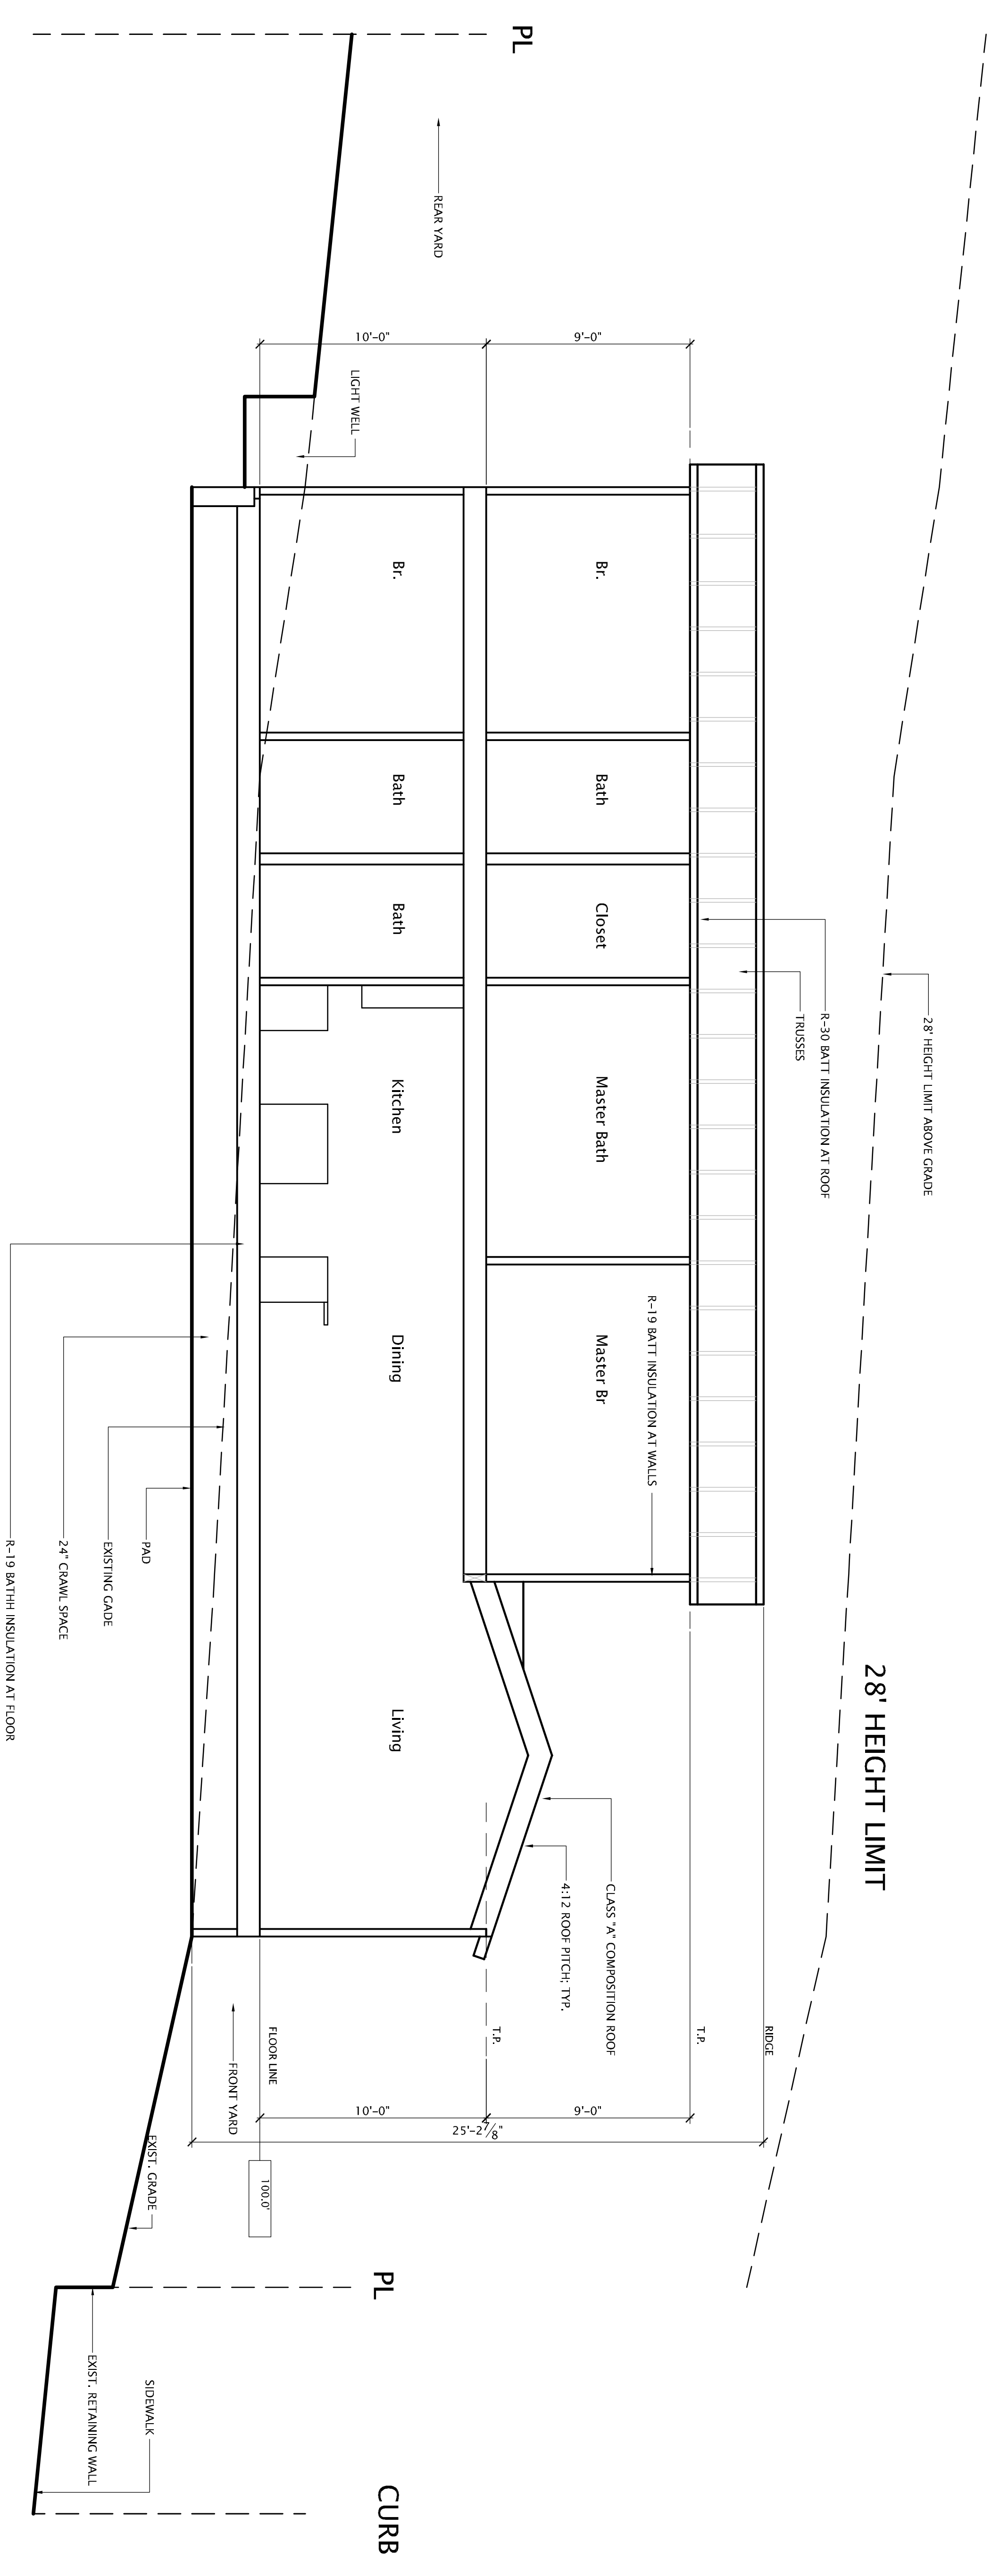 PL
REAR YARD
28' HEIGHT LIMIT ABOVE GRADE
28' HEIGHT LIMIT
R-30 BATT INSULATION AT ROOF
TRUSSES
10'-0"
9'-0"
LIGHT WELL
Br.
Bath
Closet
Master Bath
Master Br
R-19 BATT INSULATION AT WALLS
Br.
Bath
Bath
Kitchen
Dining
Living
CLASS "A" COMPOSITION ROOF
4:12 ROOF PITCH; TYP.
RIDGE
T.P.
T.P.
FLOOR LINE
10'-0"
9'-0"
25'-2 7/8"
100.0'
FRONT YARD
PAD
EXISTING GADE
24" CRAWL SPACE
R-19 BATHH INSULATION AT FLOOR
EXIST. GRADE
PL
EXIST. RETAINING WALL
SIDEWALK
CURB